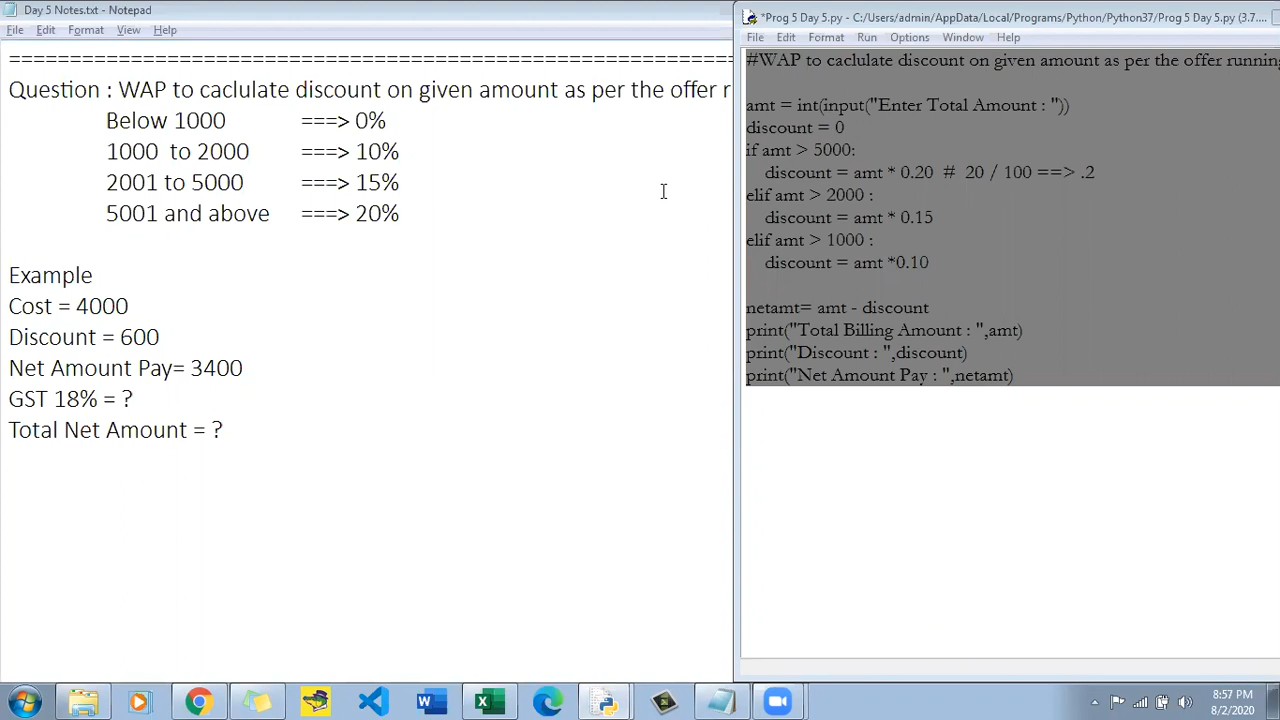 Day 5 Notes.txt - Notepad
File Edit Format View Help
==============================================================
Question : WAP to caclulate discount on given amount as per the offer r
Below 1000 ===> 0%
1000 to 2000 ===> 10%
2001 to 5000 ===> 15%
5001 and above ===> 20%
Example
Cost = 4000
Discount = 600
Net Amount Pay= 3400
GST 18% = ?
Total Net Amount = ?
*Prog 5 Day 5.py - C:/Users/admin/AppData/Local/Programs/Python/Python37/Prog 5 Day 5.py (3.7....
File Edit Format Run Options Window Help
#WAP to caclulate discount on given amount as per the offer running
amt = int(input("Enter Total Amount : "))
discount = 0
if amt > 5000:
discount = amt * 0.20 # 20 / 100 ==> .2
elif amt > 2000 :
discount = amt * 0.15
elif amt > 1000 :
discount = amt *0.10
netamt= amt - discount
print("Total Billing Amount : ",amt)
print("Discount : ",discount)
print("Net Amount Pay : ",netamt)
8:57 PM
8/2/2020